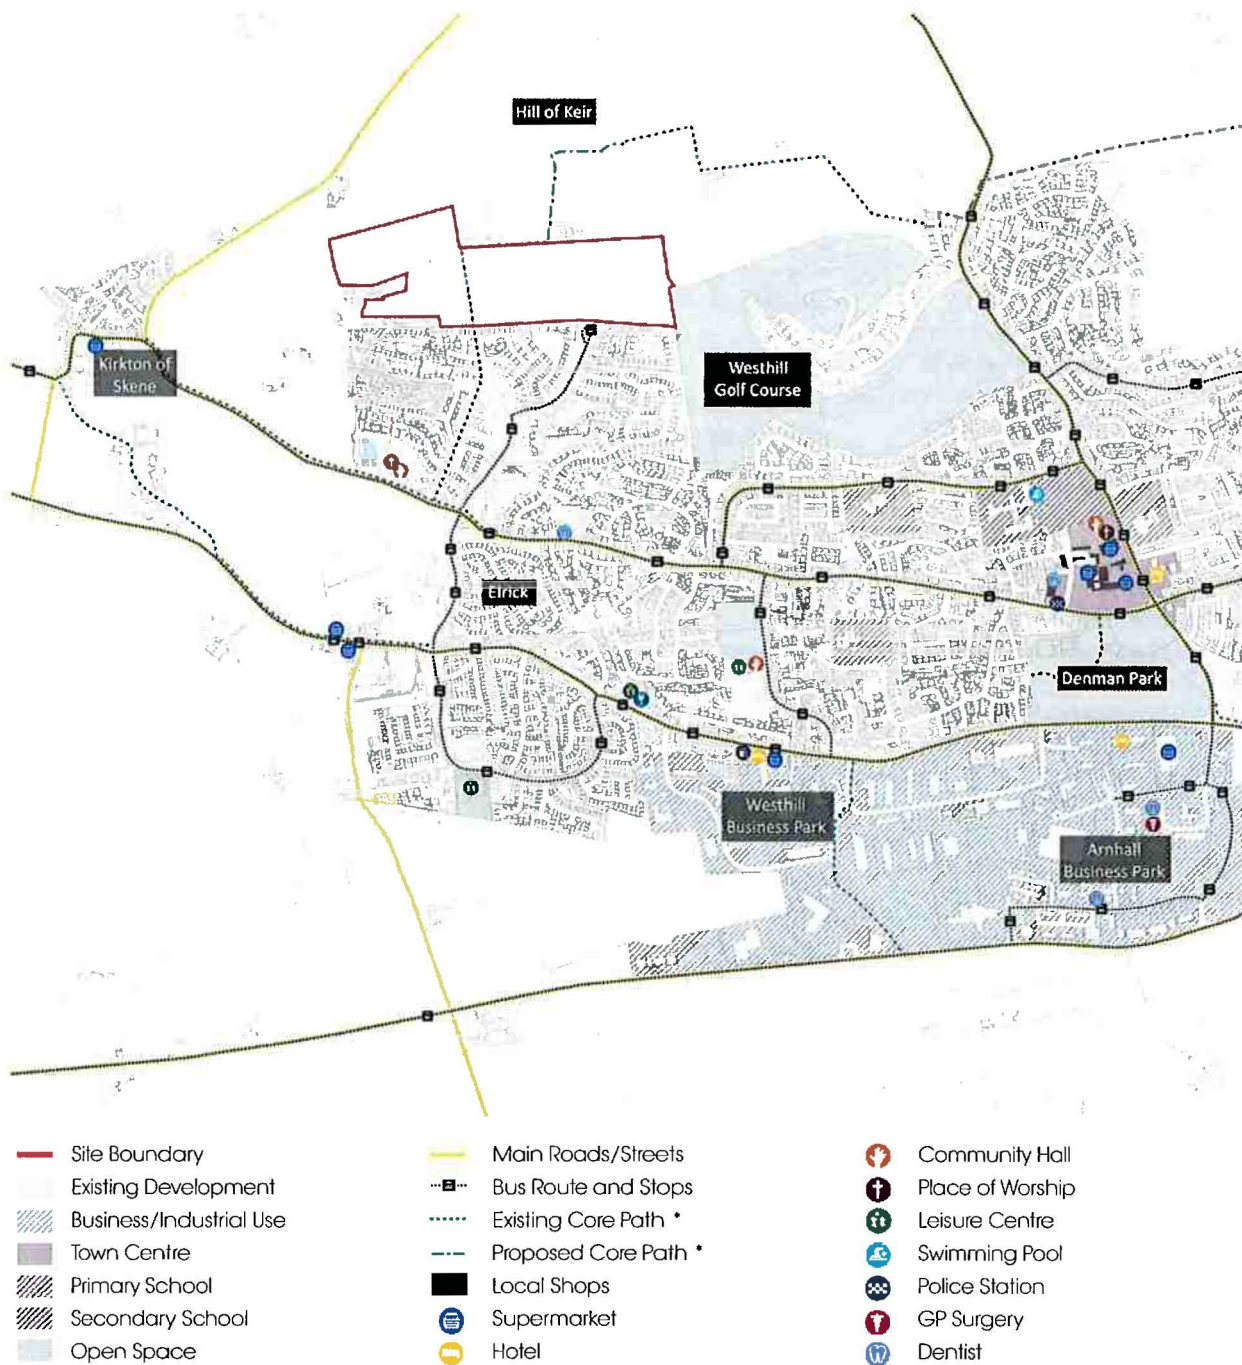 Hill of Keir
Kirkton of
Skene
Westhill
Golf Course
Elrick
Denman Park
Westhill
Business Park
Arnhall
Business Park
Site Boundary
Existing Development
Business/Industrial Use
Town Centre
Primary School
Secondary School
Open Space
Main Roads/Streets
Bus Route and Stops
Existing Core Path *
Proposed Core Path *
Local Shops
Supermarket
Hotel
Community Hall
Place of Worship
Leisure Centre
Swimming Pool
Police Station
GP Surgery
Dentist